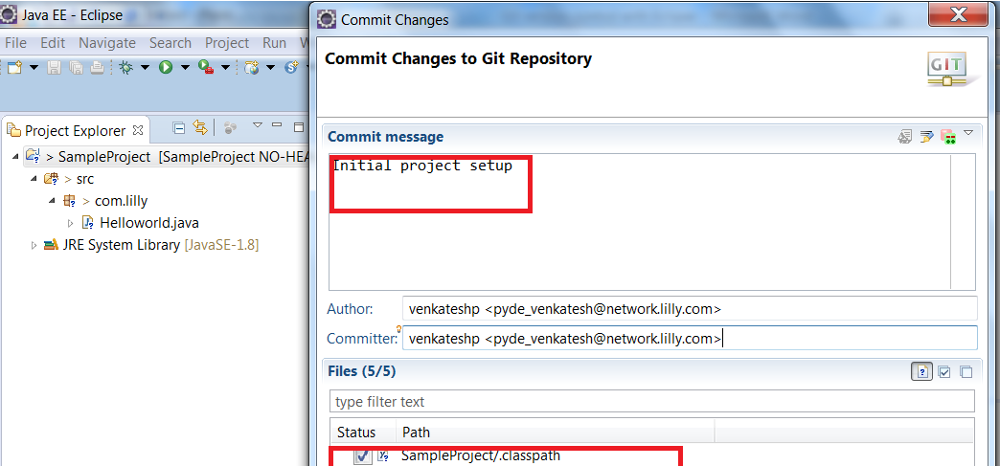 Java EE - Eclipse
File Edit Navigate Search Project Run W
Project Explorer
> SampleProject [SampleProject NO-HEA
> src
> com.lilly
Helloworld.java
JRE System Library [JavaSE-1.8]
Commit Changes
Commit Changes to Git Repository
GIT
Commit message
Initial project setup
Author: venkateshp <pyde_venkatesh@network.lilly.com>
Committer: venkateshp <pyde_venkatesh@network.lilly.com>
Files (5/5)
type filter text
Status Path
SampleProject/.classpath